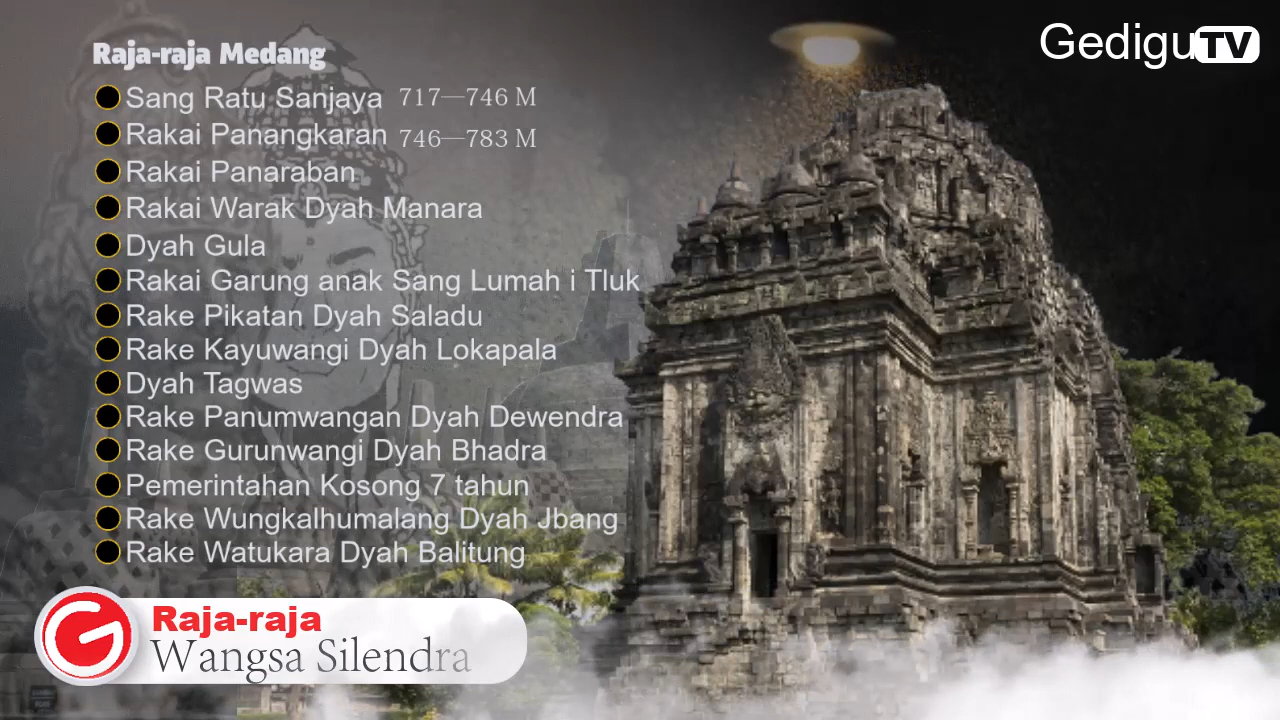 Raja-raja Medang
Gedigu TV
Sang Ratu Sanjaya 717—746 M
Rakai Panangkaran 746—783 M
Rakai Panaraban
Rakai Warak Dyah Manara
Dyah Gula
Rakai Garung anak Sang Lumah i Tluk
Rake Pikatan Dyah Saladu
Rake Kayuwangi Dyah Lokapala
Dyah Tagwas
Rake Panumwangan Dyah Dewendra
Rake Gurunwangi Dyah Bhadra
Pemerintahan Kosong 7 tahun
Rake Wungkalhumalang Dyah Jbang
Rake Watukara Dyah Balitung
Raja-raja
Wangsa Silendra